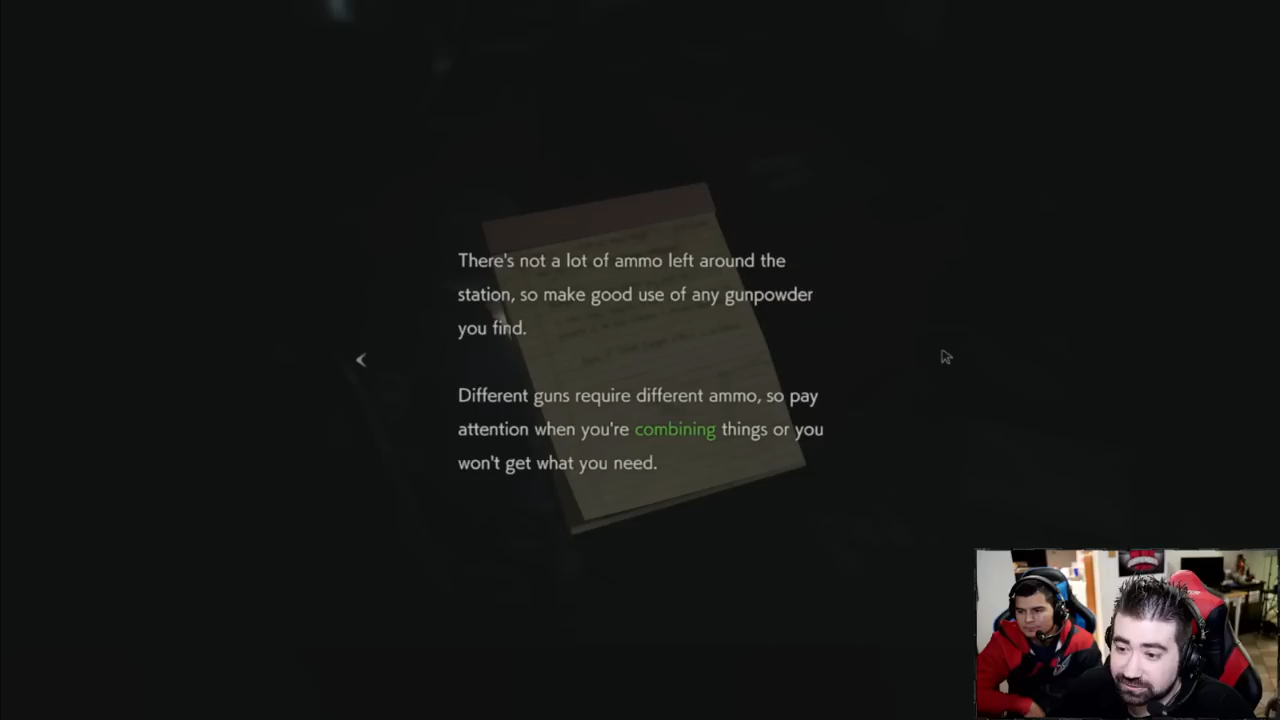 There's not a lot of ammo left around the
station, so make good use of any gunpowder
you find.
Different guns require different ammo, so pay
attention when you're combining things or you
won't get what you need.